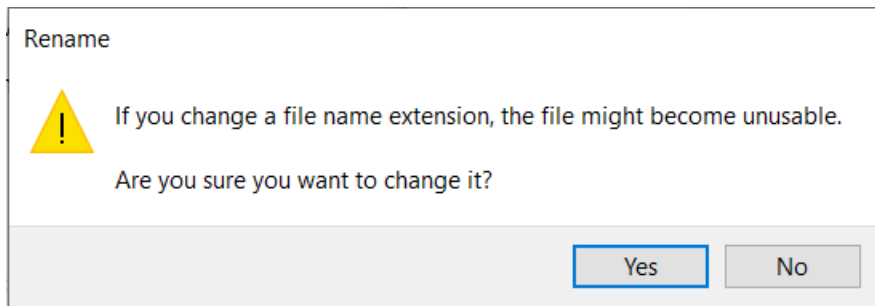 Rename
If you change a file name extension, the file might become unusable.
Are you sure you want to change it?
Yes No